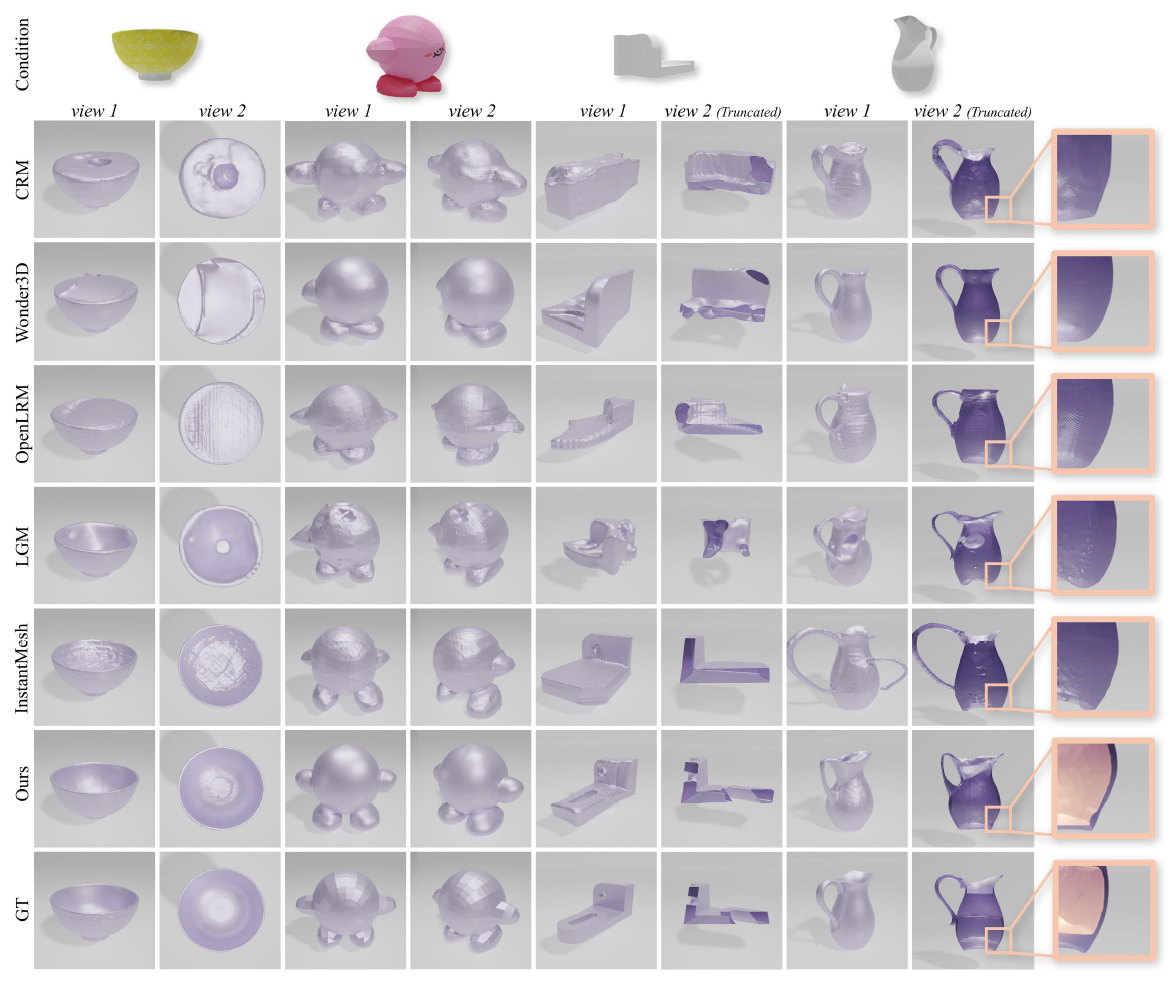 Condition
view 1
view 2
view 1
view 2
view 1
view 2 (Truncated)
view 1
view 2 (Truncated)
CRM
Wonder3D
OpenLRM
LGM
InstantMesh
Ours
GT